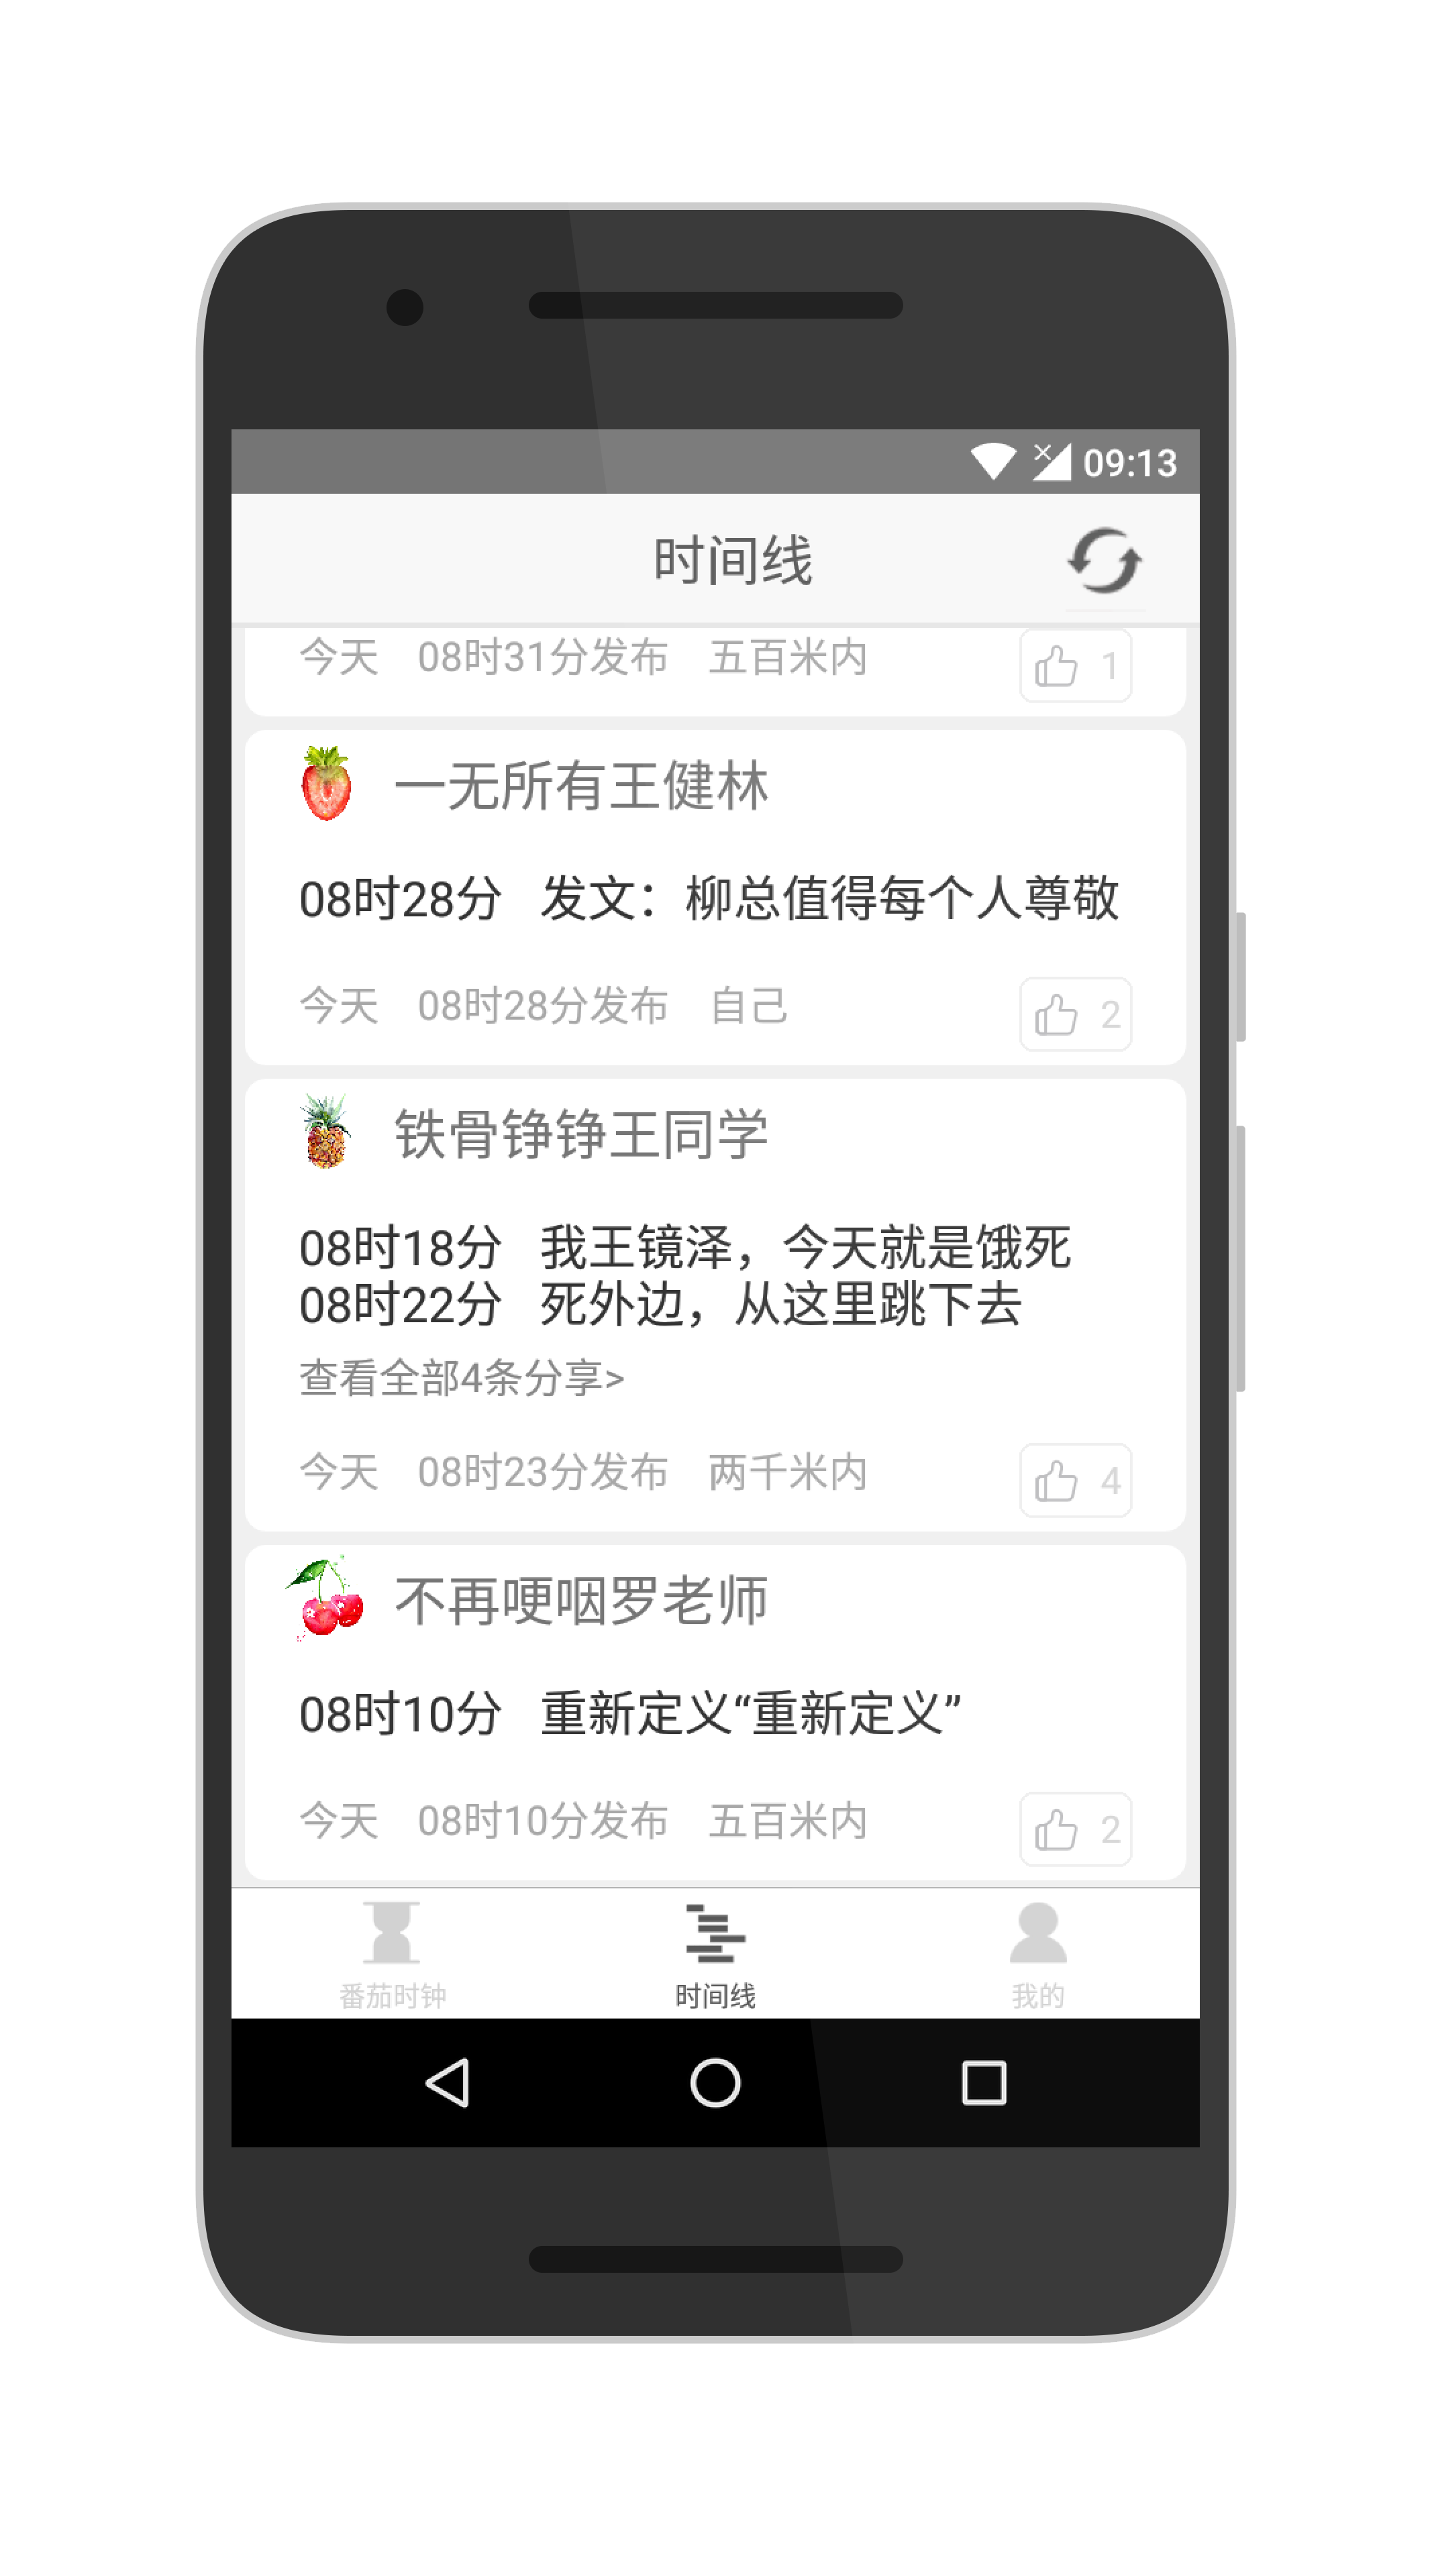 09:13
时间线
今天 08时31分发布 五百米内 1
一无所有王健林
08时28分 发文：柳总值得每个人尊敬
今天 08时28分发布 自己 2
铁骨铮铮王同学
08时18分 我王镜泽，今天就是饿死
08时22分 死外边，从这里跳下去
查看全部4条分享>
今天 08时23分发布 两千米内 4
不再哽咽罗老师
08时10分 重新定义“重新定义”
今天 08时10分发布 五百米内 2
番茄时钟 时间线 我的